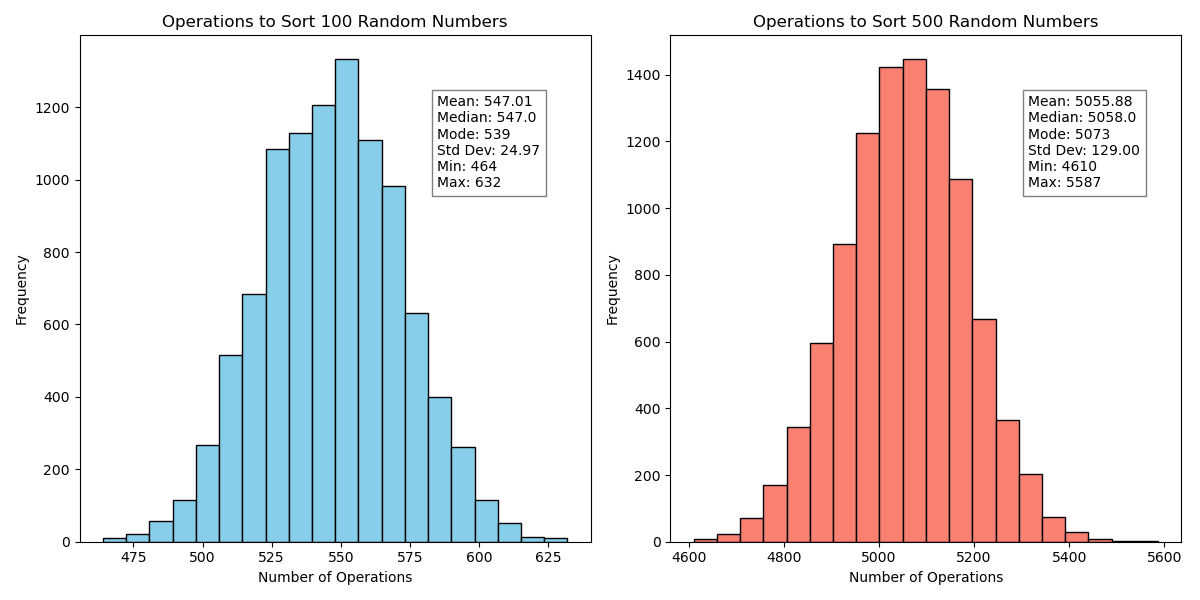 Operations to Sort 100 Random Numbers
1200
1000
800
600
400
200
0
Frequency
Mean: 547.01
Median: 547.0
Mode: 539
Std Dev: 24.97
Min: 464
Max: 632
475 500 525 550 575 600 625
Number of Operations
Operations to Sort 500 Random Numbers
1400
1200
1000
800
600
400
200
0
Frequency
Mean: 5055.88
Median: 5058.0
Mode: 5073
Std Dev: 129.00
Min: 4610
Max: 5587
4600 4800 5000 5200 5400 5600
Number of Operations